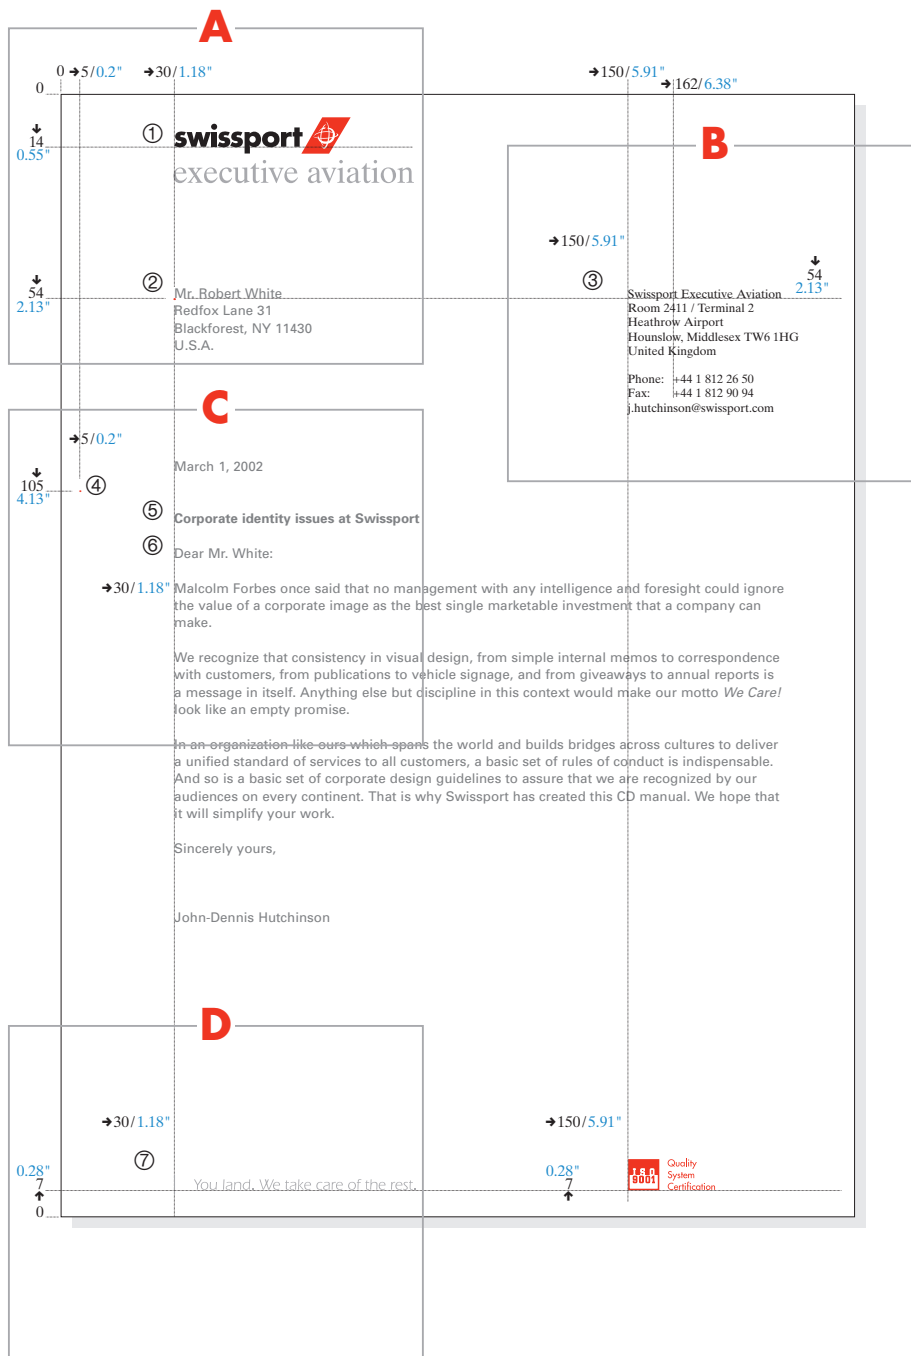 A
0 →5/0.2" →30/1.18" →150/5.91"
→162/6.38"
0
①
swissport
14
0.55"
executive aviation
B
→150/5.91"
② ③
54
2.13"
54
2.13"
Mr. Robert White
Redfox Lane 31
Blackforest, NY 11430
U.S.A.
Swissport Executive Aviation
Room 2411 / Terminal 2
Heathrow Airport
Hounslow, Middlesex TW6 1HG
United Kingdom
Phone: +44 1 812 26 50
Fax: +44 1 812 90 94
j.hutchinson@swissport.com
C
→5/0.2"
March 1, 2002
105
4.13"
④
⑤
Corporate identity issues at Swissport
⑥
Dear Mr. White:
→30/1.18"
Malcolm Forbes once said that no management with any intelligence and foresight could ignore
the value of a corporate image as the best single marketable investment that a company can
make.
We recognize that consistency in visual design, from simple internal memos to correspondence
with customers, from publications to vehicle signage, and from giveaways to annual reports is
a message in itself. Anything else but discipline in this context would make our motto We Care!
look like an empty promise.
In an organization like ours which spans the world and builds bridges across cultures to deliver
a unified standard of services to all customers, a basic set of rules of conduct is indispensable.
And so is a basic set of corporate design guidelines to assure that we are recognized by our
audiences on every continent. That is why Swissport has created this CD manual. We hope that
it will simplify your work.
Sincerely yours,
John-Dennis Hutchinson
D
→30/1.18" →150/5.91"
⑦
0.28"
7
0
You land. We take care of the rest.
0.28"
7
ISO
9001
Quality
System
Certification